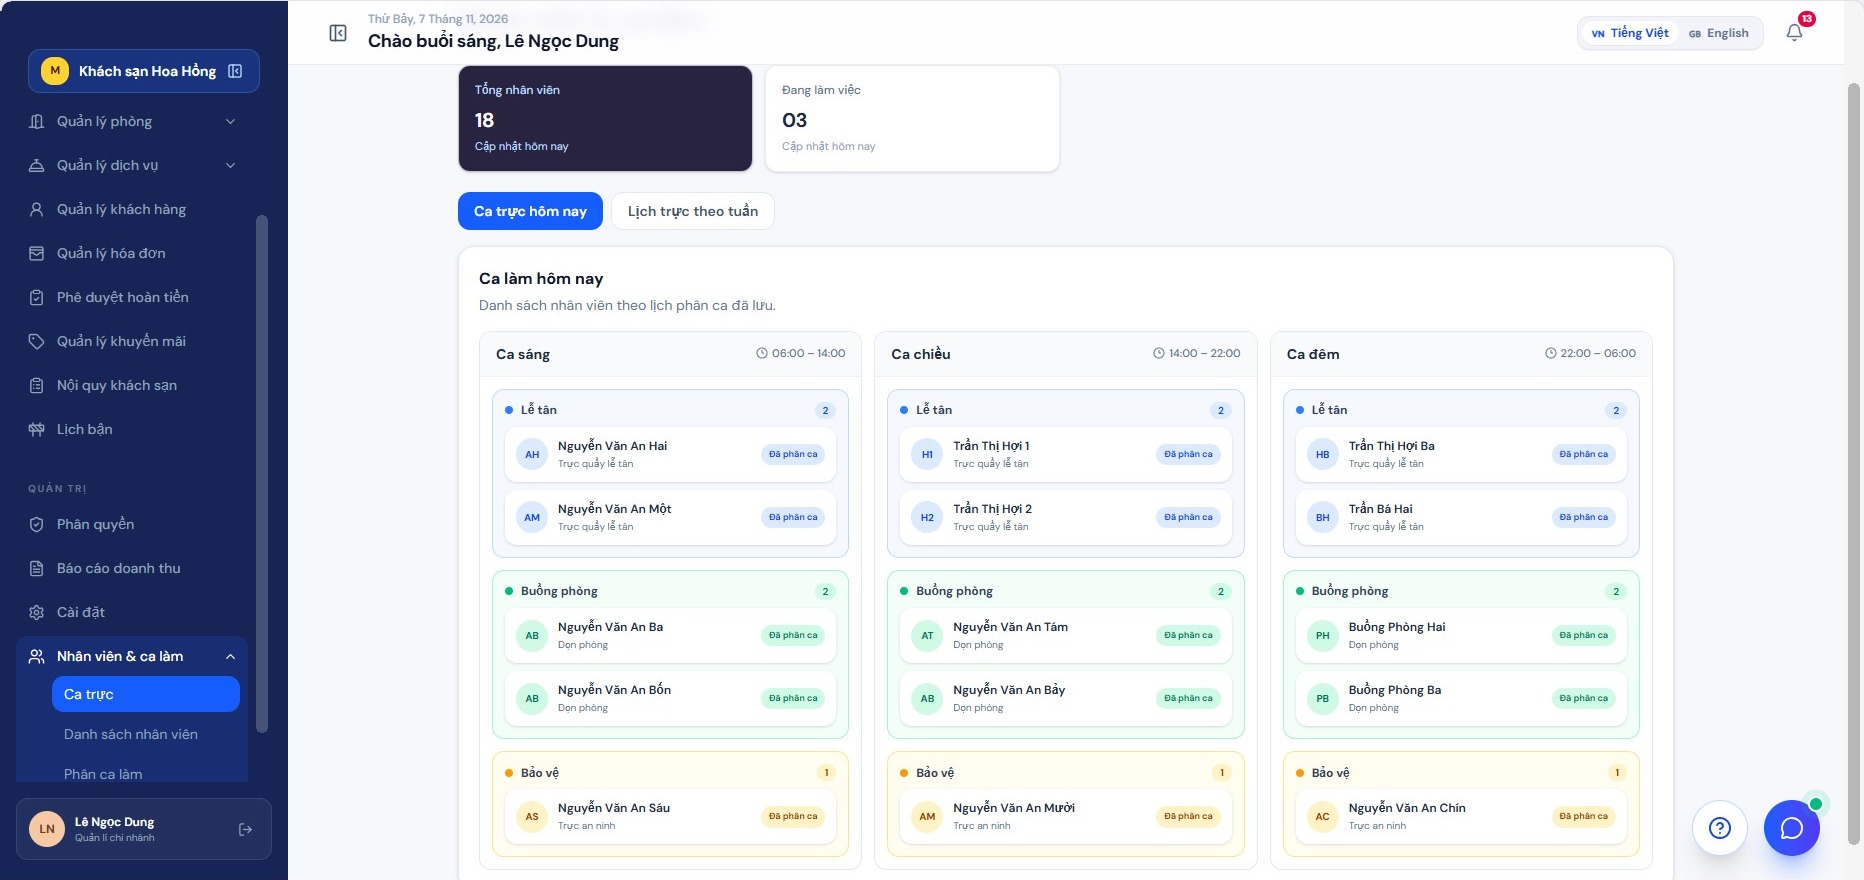 M Khách sạn Hoa Hồng
Quản lý phòng
Quản lý dịch vụ
Quản lý khách hàng
Quản lý hóa đơn
Phê duyệt hoàn tiền
Quản lý khuyến mãi
Nội quy khách sạn
Lịch bận
QUẢN TRỊ
Phân quyền
Báo cáo doanh thu
Cài đặt
Nhân viên & ca làm
Ca trực
Danh sách nhân viên
Phân ca làm
LN
Lê Ngọc Dung
Quản lí chi nhánh
Thứ Bảy, 7 Tháng 11, 2026
Chào buổi sáng, Lê Ngọc Dung
VN Tiếng Việt
GB English
13
Tổng nhân viên
18
Cập nhật hôm nay
Đang làm việc
03
Cập nhật hôm nay
Ca trực hôm nay
Lịch trực theo tuần
Ca làm hôm nay
Danh sách nhân viên theo lịch phân ca đã lưu.
Ca sáng
06:00 – 14:00
Lễ tân
2
AH
Nguyễn Văn An Hai
Trực quầy lễ tân
Đã phân ca
AM
Nguyễn Văn An Một
Trực quầy lễ tân
Đã phân ca
Buồng phòng
2
AB
Nguyễn Văn An Ba
Dọn phòng
Đã phân ca
AB
Nguyễn Văn An Bốn
Dọn phòng
Đã phân ca
Bảo vệ
1
AS
Nguyễn Văn An Sáu
Trực an ninh
Đã phân ca
Ca chiều
14:00 – 22:00
Lễ tân
2
H1
Trần Thị Hợi 1
Trực quầy lễ tân
Đã phân ca
H2
Trần Thị Hợi 2
Trực quầy lễ tân
Đã phân ca
Buồng phòng
2
AT
Nguyễn Văn An Tám
Dọn phòng
Đã phân ca
AB
Nguyễn Văn An Bảy
Dọn phòng
Đã phân ca
Bảo vệ
1
AM
Nguyễn Văn An Mười
Trực an ninh
Đã phân ca
Ca đêm
22:00 – 06:00
Lễ tân
2
HB
Trần Thị Hợi Ba
Trực quầy lễ tân
Đã phân ca
BH
Trần Bá Hai
Trực quầy lễ tân
Đã phân ca
Buồng phòng
2
PH
Buồng Phòng Hai
Dọn phòng
Đã phân ca
PB
Buồng Phòng Ba
Dọn phòng
Đã phân ca
Bảo vệ
1
AC
Nguyễn Văn An Chín
Trực an ninh
Đã phân ca